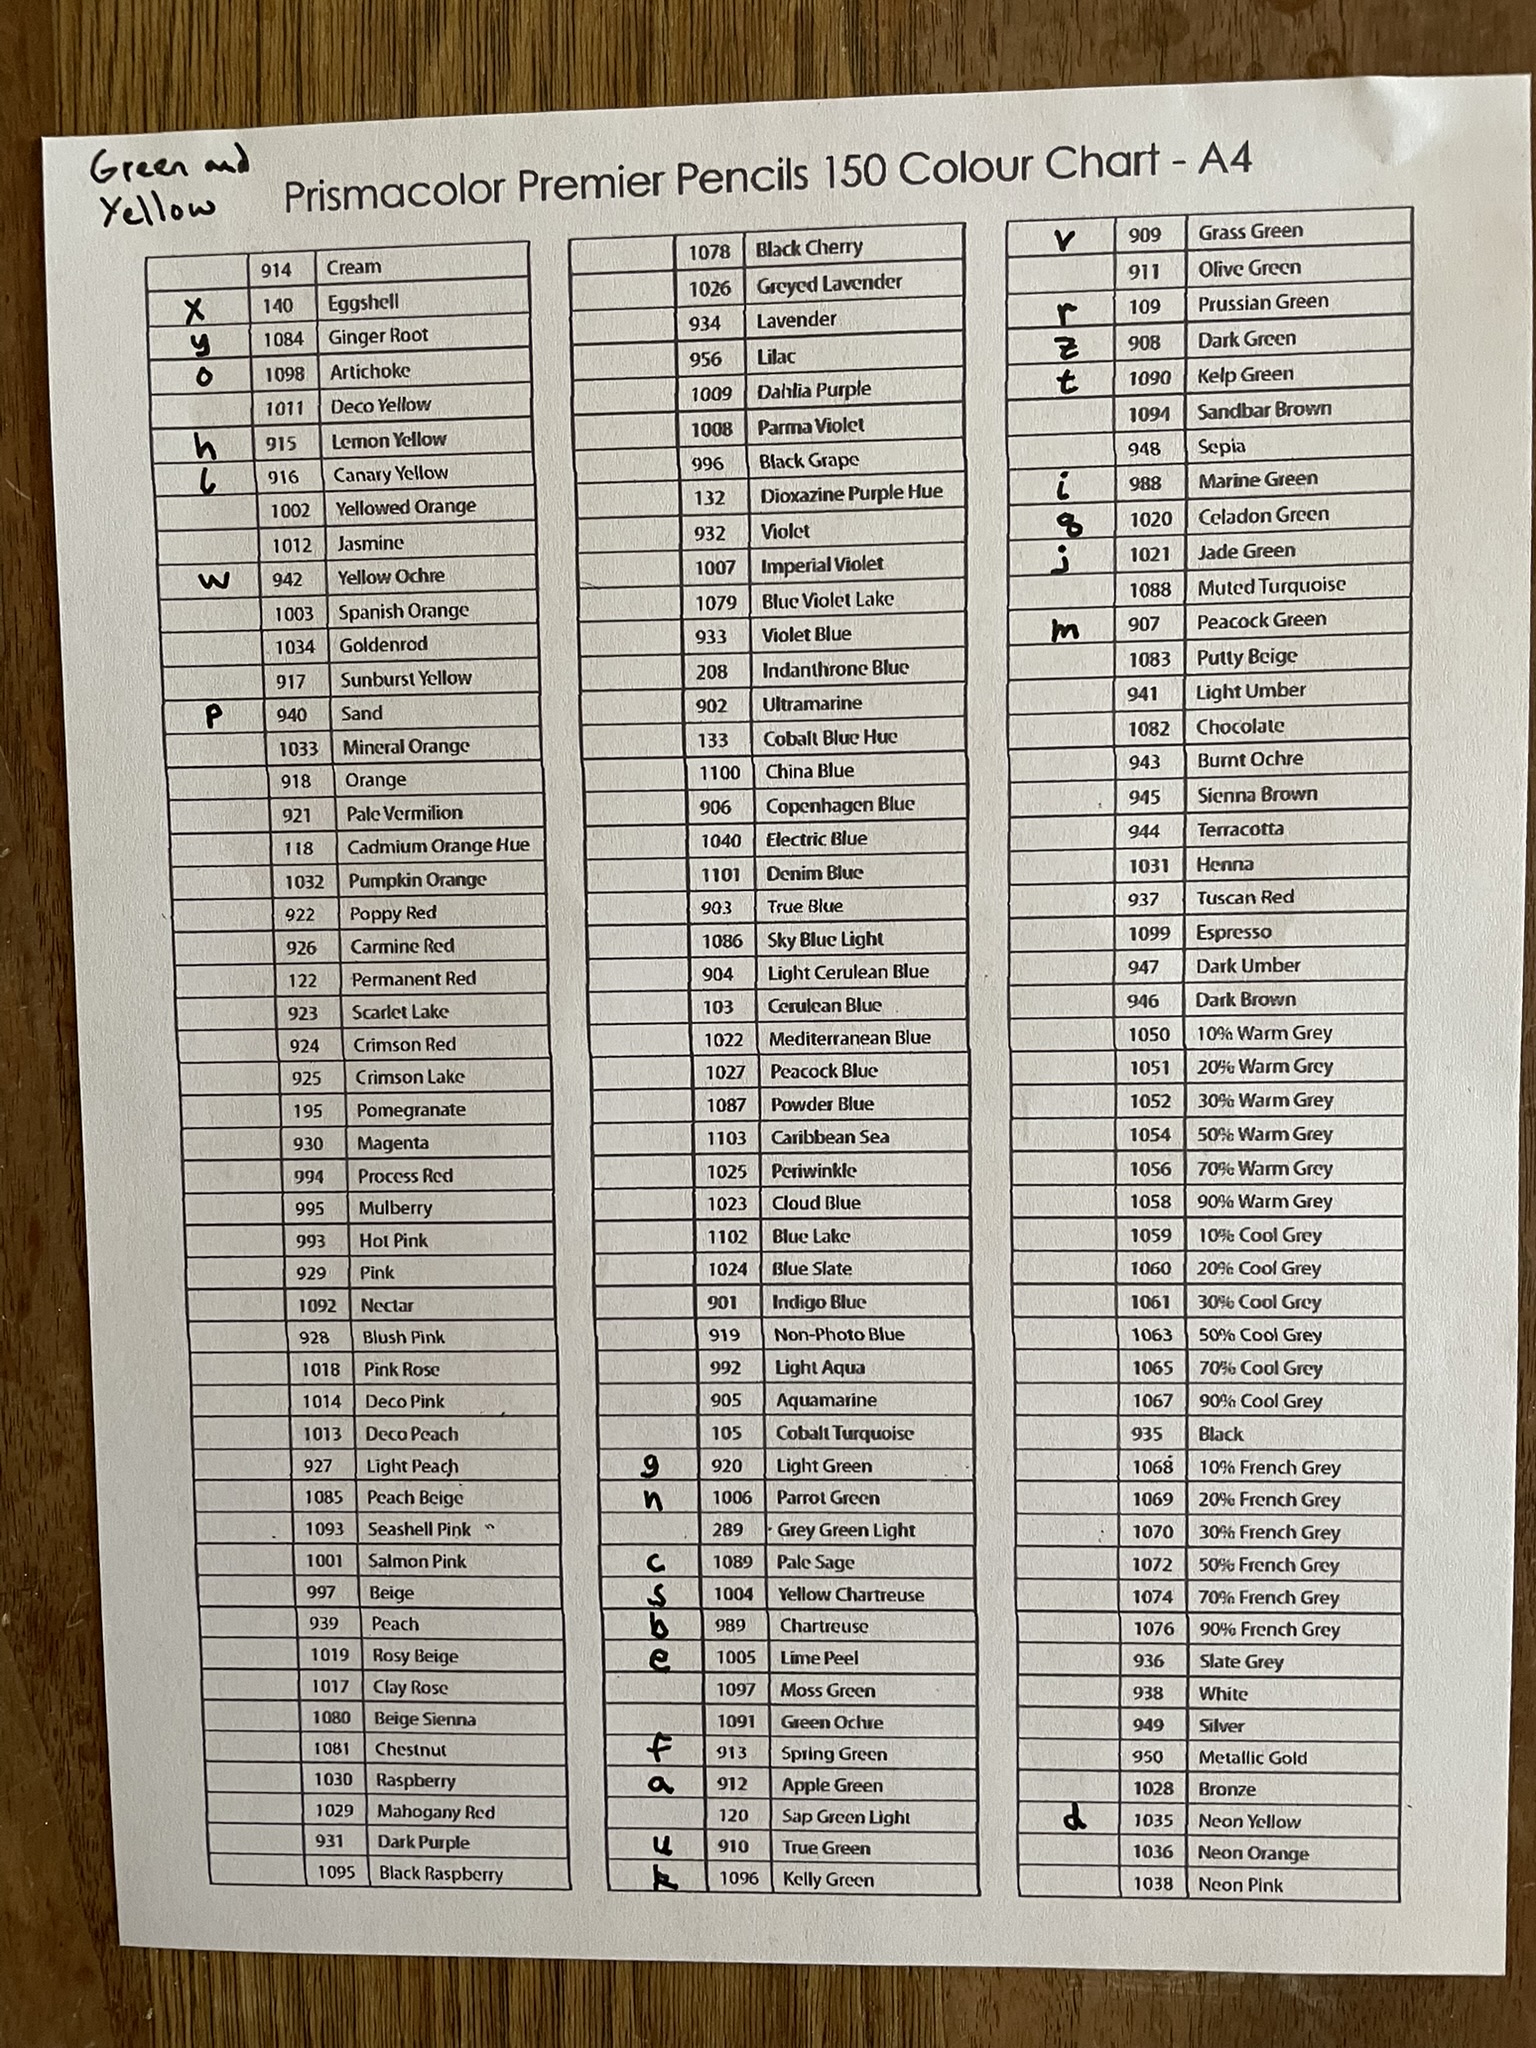 Green and
Yellow
Prismacolor Premier Pencils 150 Colour Chart - A4
914 Cream
x 140 Eggshell
y 1084 Ginger Root
o 1098 Artichoke
1011 Deco Yellow
h 915 Lemon Yellow
l 916 Canary Yellow
1002 Yellowed Orange
1012 Jasmine
w 942 Yellow Ochre
1003 Spanish Orange
1034 Goldenrod
917 Sunburst Yellow
p 940 Sand
1033 Mineral Orange
918 Orange
921 Pale Vermilion
118 Cadmium Orange Hue
1032 Pumpkin Orange
922 Poppy Red
926 Carmine Red
122 Permanent Red
923 Scarlet Lake
924 Crimson Red
925 Crimson Lake
195 Pomegranate
930 Magenta
994 Process Red
995 Mulberry
993 Hot Pink
929 Pink
1092 Nectar
928 Blush Pink
1018 Pink Rose
1014 Deco Pink
1013 Deco Peach
927 Light Peach
1085 Peach Beige
1093 Seashell Pink
1001 Salmon Pink
997 Beige
939 Peach
1019 Rosy Beige
1017 Clay Rose
1080 Beige Sienna
1081 Chestnut
1030 Raspberry
1029 Mahogany Red
931 Dark Purple
1095 Black Raspberry
1078 Black Cherry
1026 Greyed Lavender
934 Lavender
956 Lilac
1009 Dahlia Purple
1008 Parma Violet
996 Black Grape
132 Dioxazine Purple Hue
932 Violet
1007 Imperial Violet
1079 Blue Violet Lake
933 Violet Blue
208 Indanthrone Blue
902 Ultramarine
133 Cobalt Blue Hue
1100 China Blue
906 Copenhagen Blue
1040 Electric Blue
1101 Denim Blue
903 True Blue
1086 Sky Blue Light
904 Light Cerulean Blue
103 Cerulean Blue
1022 Mediterranean Blue
1027 Peacock Blue
1087 Powder Blue
1103 Caribbean Sea
1025 Periwinkle
1023 Cloud Blue
1102 Blue Lake
1024 Blue Slate
901 Indigo Blue
919 Non-Photo Blue
992 Light Aqua
905 Aquamarine
105 Cobalt Turquoise
g 920 Light Green
n 1006 Parrot Green
289 Grey Green Light
c 1089 Pale Sage
s 1004 Yellow Chartreuse
b 989 Chartreuse
e 1005 Lime Peel
1097 Moss Green
1091 Green Ochre
f 913 Spring Green
a 912 Apple Green
120 Sap Green Light
u 910 True Green
k 1096 Kelly Green
v 909 Grass Green
911 Olive Green
r 109 Prussian Green
z 908 Dark Green
t 1090 Kelp Green
1094 Sandbar Brown
948 Sepia
i 988 Marine Green
q 1020 Celadon Green
j 1021 Jade Green
1088 Muted Turquoise
m 907 Peacock Green
1083 Putty Beige
941 Light Umber
1082 Chocolate
943 Burnt Ochre
945 Sienna Brown
944 Terracotta
1031 Henna
937 Tuscan Red
1099 Espresso
947 Dark Umber
946 Dark Brown
1050 10% Warm Grey
1051 20% Warm Grey
1052 30% Warm Grey
1054 50% Warm Grey
1056 70% Warm Grey
1058 90% Warm Grey
1059 10% Cool Grey
1060 20% Cool Grey
1061 30% Cool Grey
1063 50% Cool Grey
1065 70% Cool Grey
1067 90% Cool Grey
935 Black
1068 10% French Grey
1069 20% French Grey
1070 30% French Grey
1072 50% French Grey
1074 70% French Grey
1076 90% French Grey
936 Slate Grey
938 White
949 Silver
950 Metallic Gold
1028 Bronze
d 1035 Neon Yellow
1036 Neon Orange
1038 Neon Pink